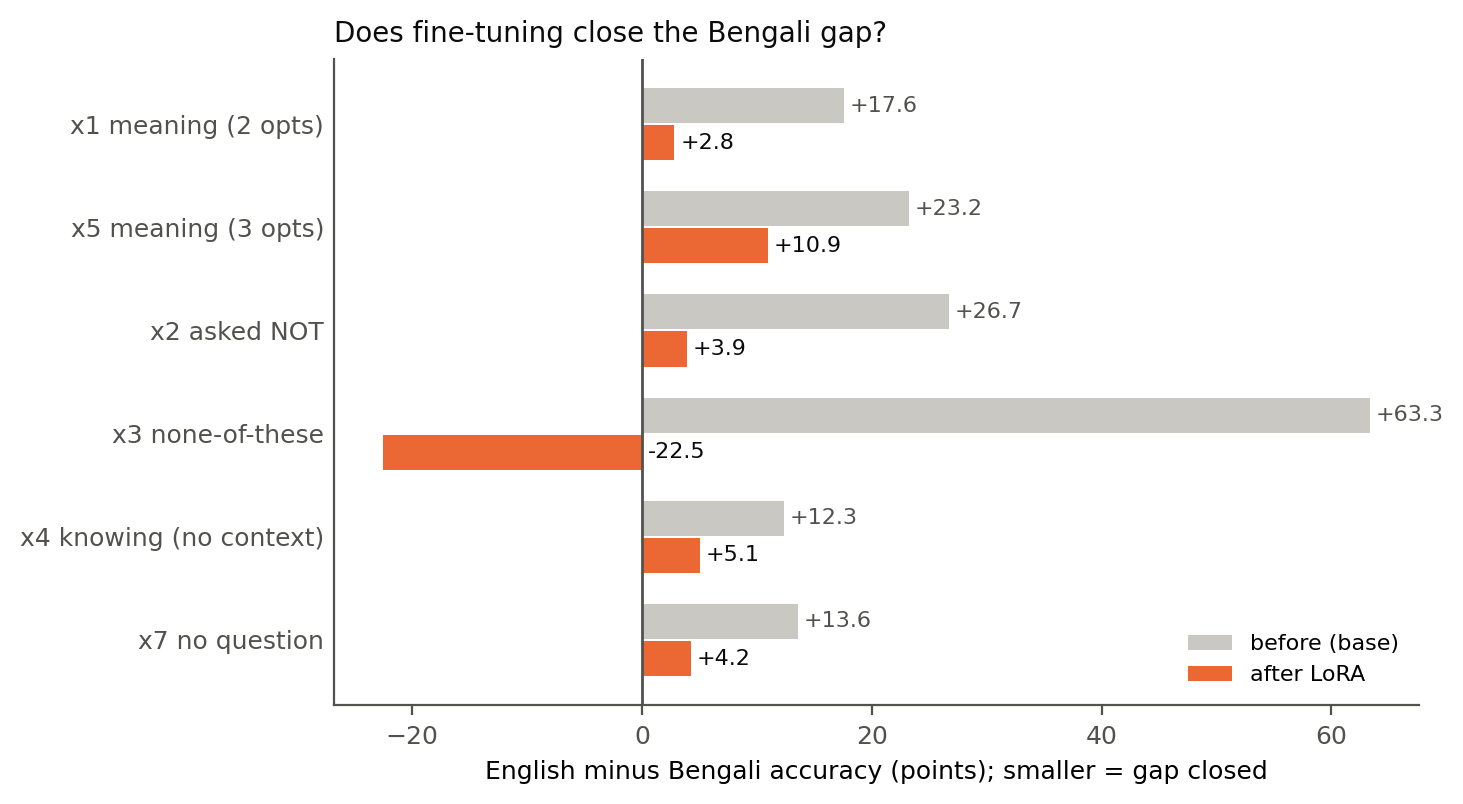 Does fine-tuning close the Bengali gap?
x1 meaning (2 opts)
+17.6
+2.8
x5 meaning (3 opts)
+23.2
+10.9
x2 asked NOT
+26.7
+3.9
x3 none-of-these
+63.3
-22.5
x4 knowing (no context)
+12.3
+5.1
x7 no question
+13.6
+4.2
before (base)
after LoRA
−20 0 20 40 60
English minus Bengali accuracy (points); smaller = gap closed